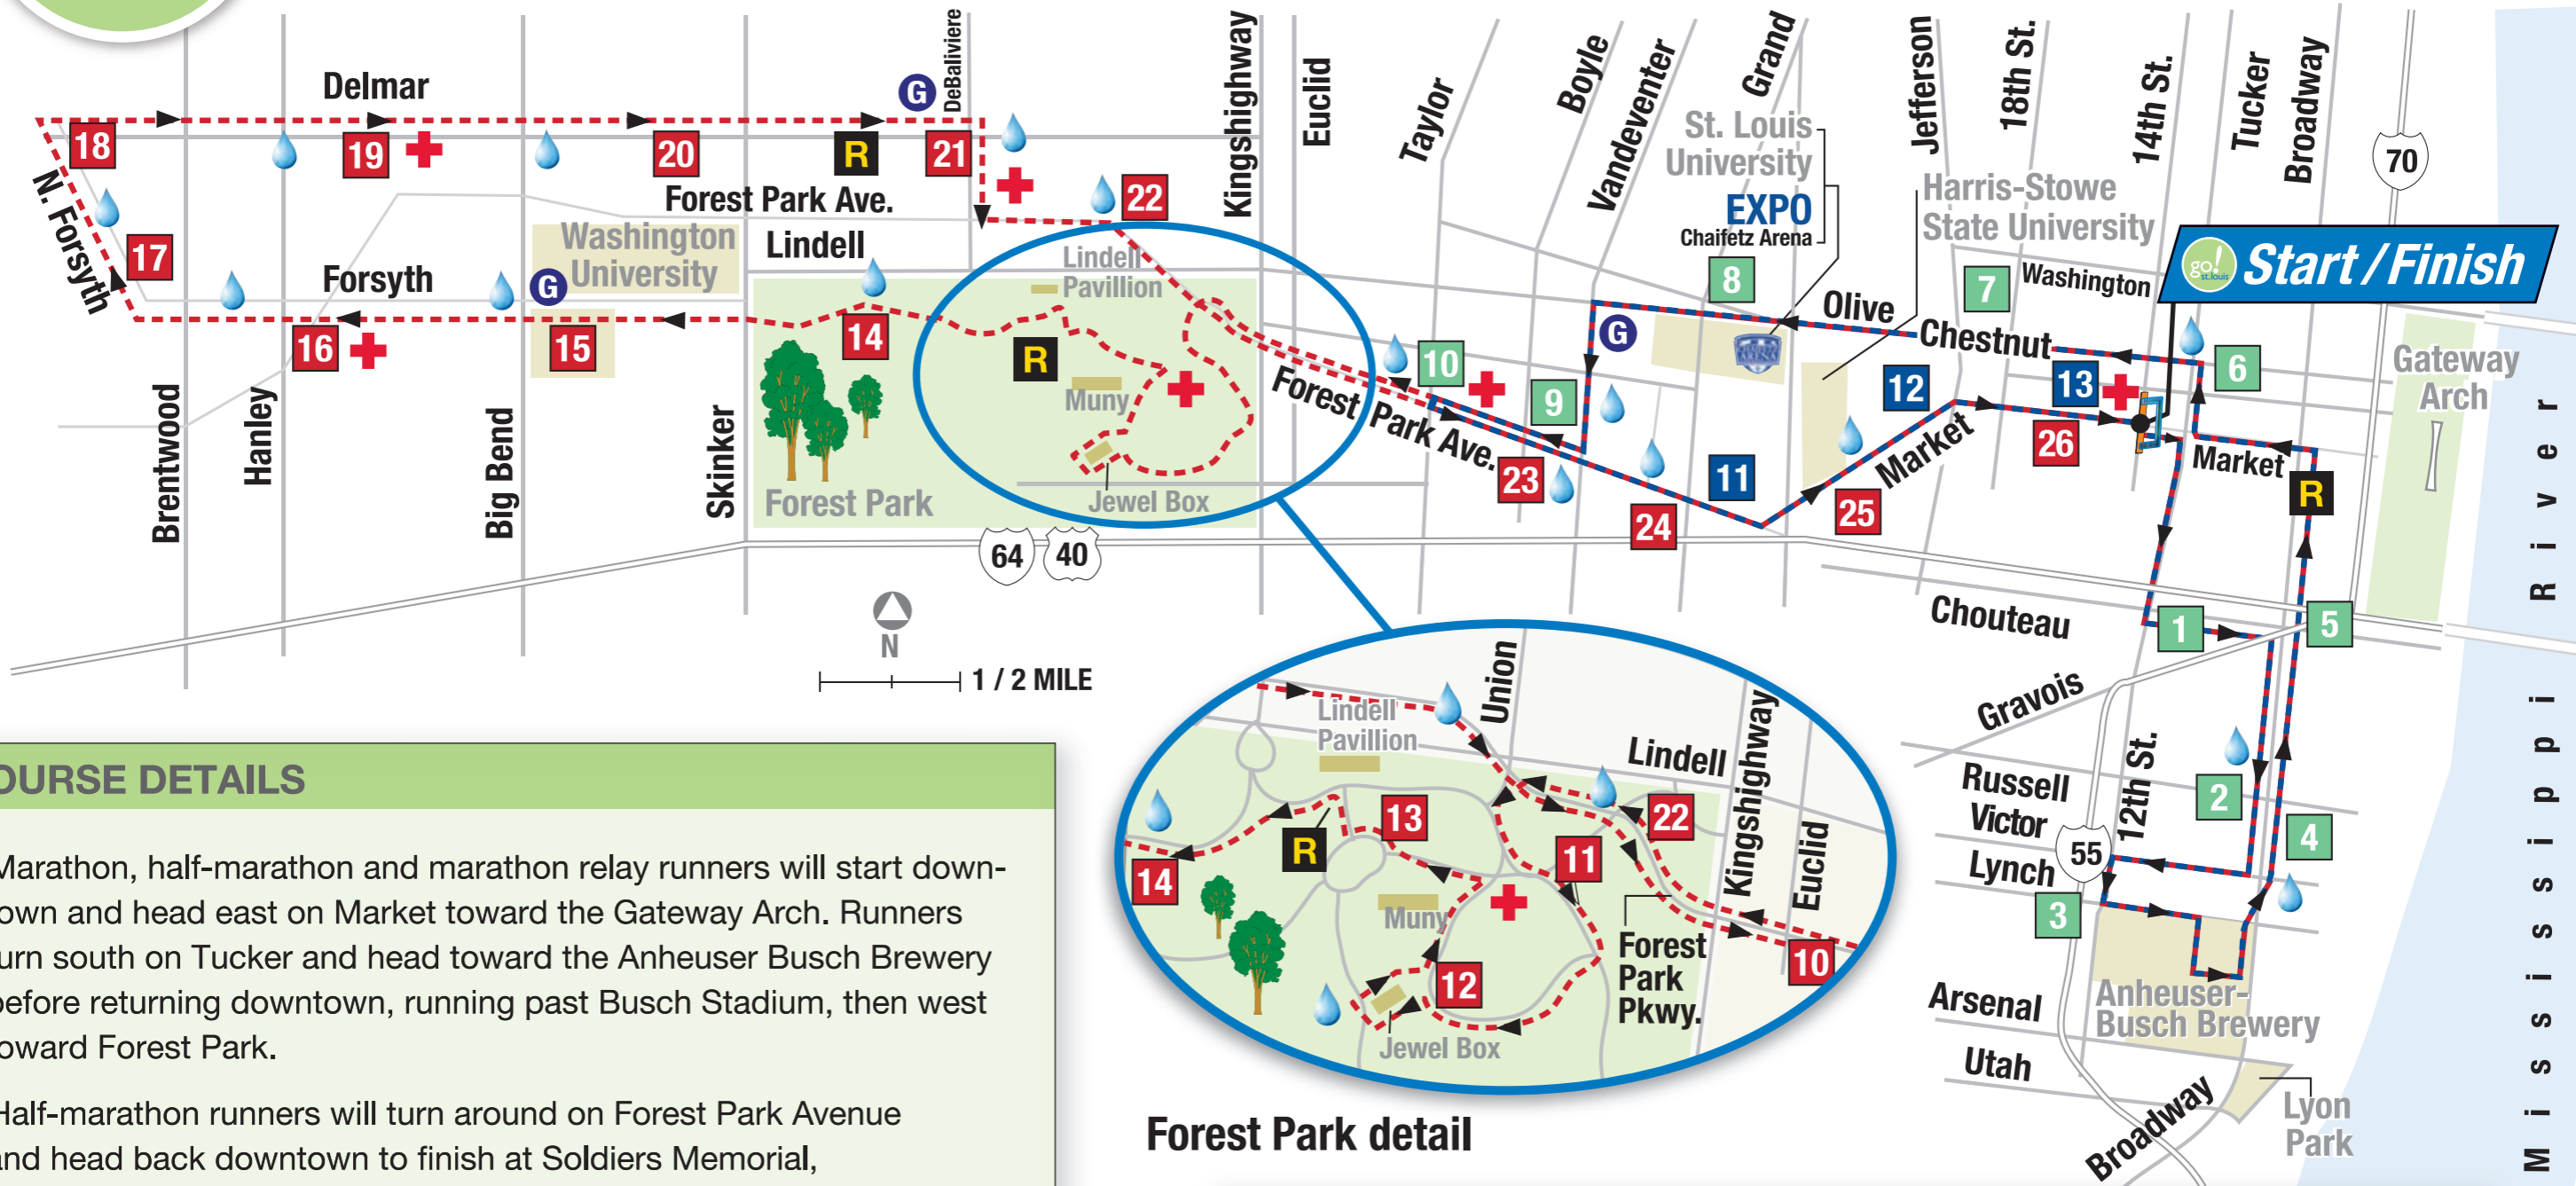 Delmar
G
DeBaliviere
Kingshighway
Euclid
Taylor
Boyle
Vandeventer
Grand
Jefferson
18th St.
14th St.
Tucker
Broadway
70
18
19
20
R
21
22
N. Forsyth
17
Forest Park Ave.
Washington
University
Lindell
Forsyth
G
16
15
14
Lindell
Pavillion
R
Muny
Jewel Box
Forest Park
Brentwood
Hanley
Big Bend
Skinker
64
40
N
1 / 2 MILE
St. Louis
University
EXPO
Chaifetz Arena
Harris-Stowe
State University
8
7
Washington
go!
st.louis
Start / Finish
Olive
Chestnut
G
10
9
12
13
6
Gateway
Arch
Forest Park Ave.
23
11
24
25
Market
26
Market
R
Chouteau
1
5
Gravois
Russell
Victor
Lynch
12th St.
55
2
4
3
Anheuser-
Busch Brewery
Arsenal
Utah
Broadway
Lyon
Park
Mississippi River
OURSE DETAILS
Marathon, half-marathon and marathon relay runners will start down-
own and head east on Market toward the Gateway Arch. Runners
urn south on Tucker and head toward the Anheuser Busch Brewery
before returning downtown, running past Busch Stadium, then west
oward Forest Park.
Half-marathon runners will turn around on Forest Park Avenue
and head back downtown to finish at Soldiers Memorial,
Union
Lindell
Pavillion
Lindell
Kingshighway
Euclid
13
R
14
11
22
Muny
12
Jewel Box
Forest
Park
Pkwy.
10
Forest Park detail